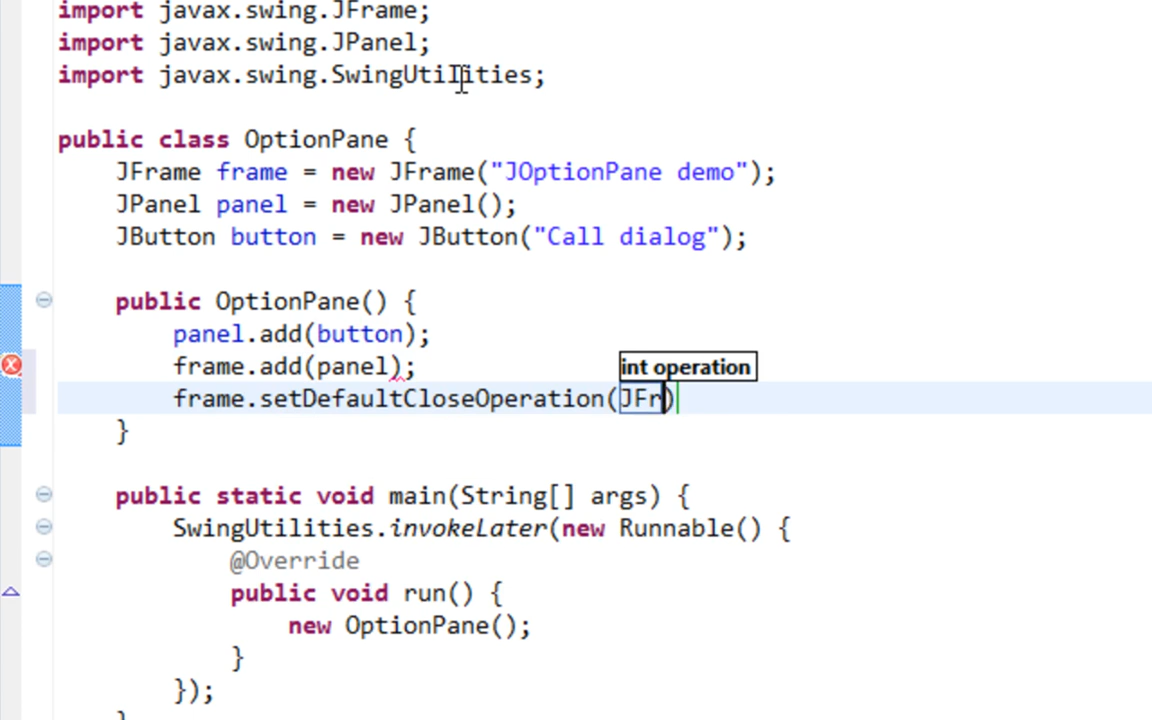 import javax.swing.JFrame;
import javax.swing.JPanel;
import javax.swing.SwingUtilities;
public class OptionPane {
JFrame frame = new JFrame("JOptionPane demo");
JPanel panel = new JPanel();
JButton button = new JButton("Call dialog");
public OptionPane() {
panel.add(button);
frame.add(panel);
int operation
frame.setDefaultCloseOperation(JFr)
}
public static void main(String[] args) {
SwingUtilities.invokeLater(new Runnable() {
@Override
public void run() {
new OptionPane();
}
});
}